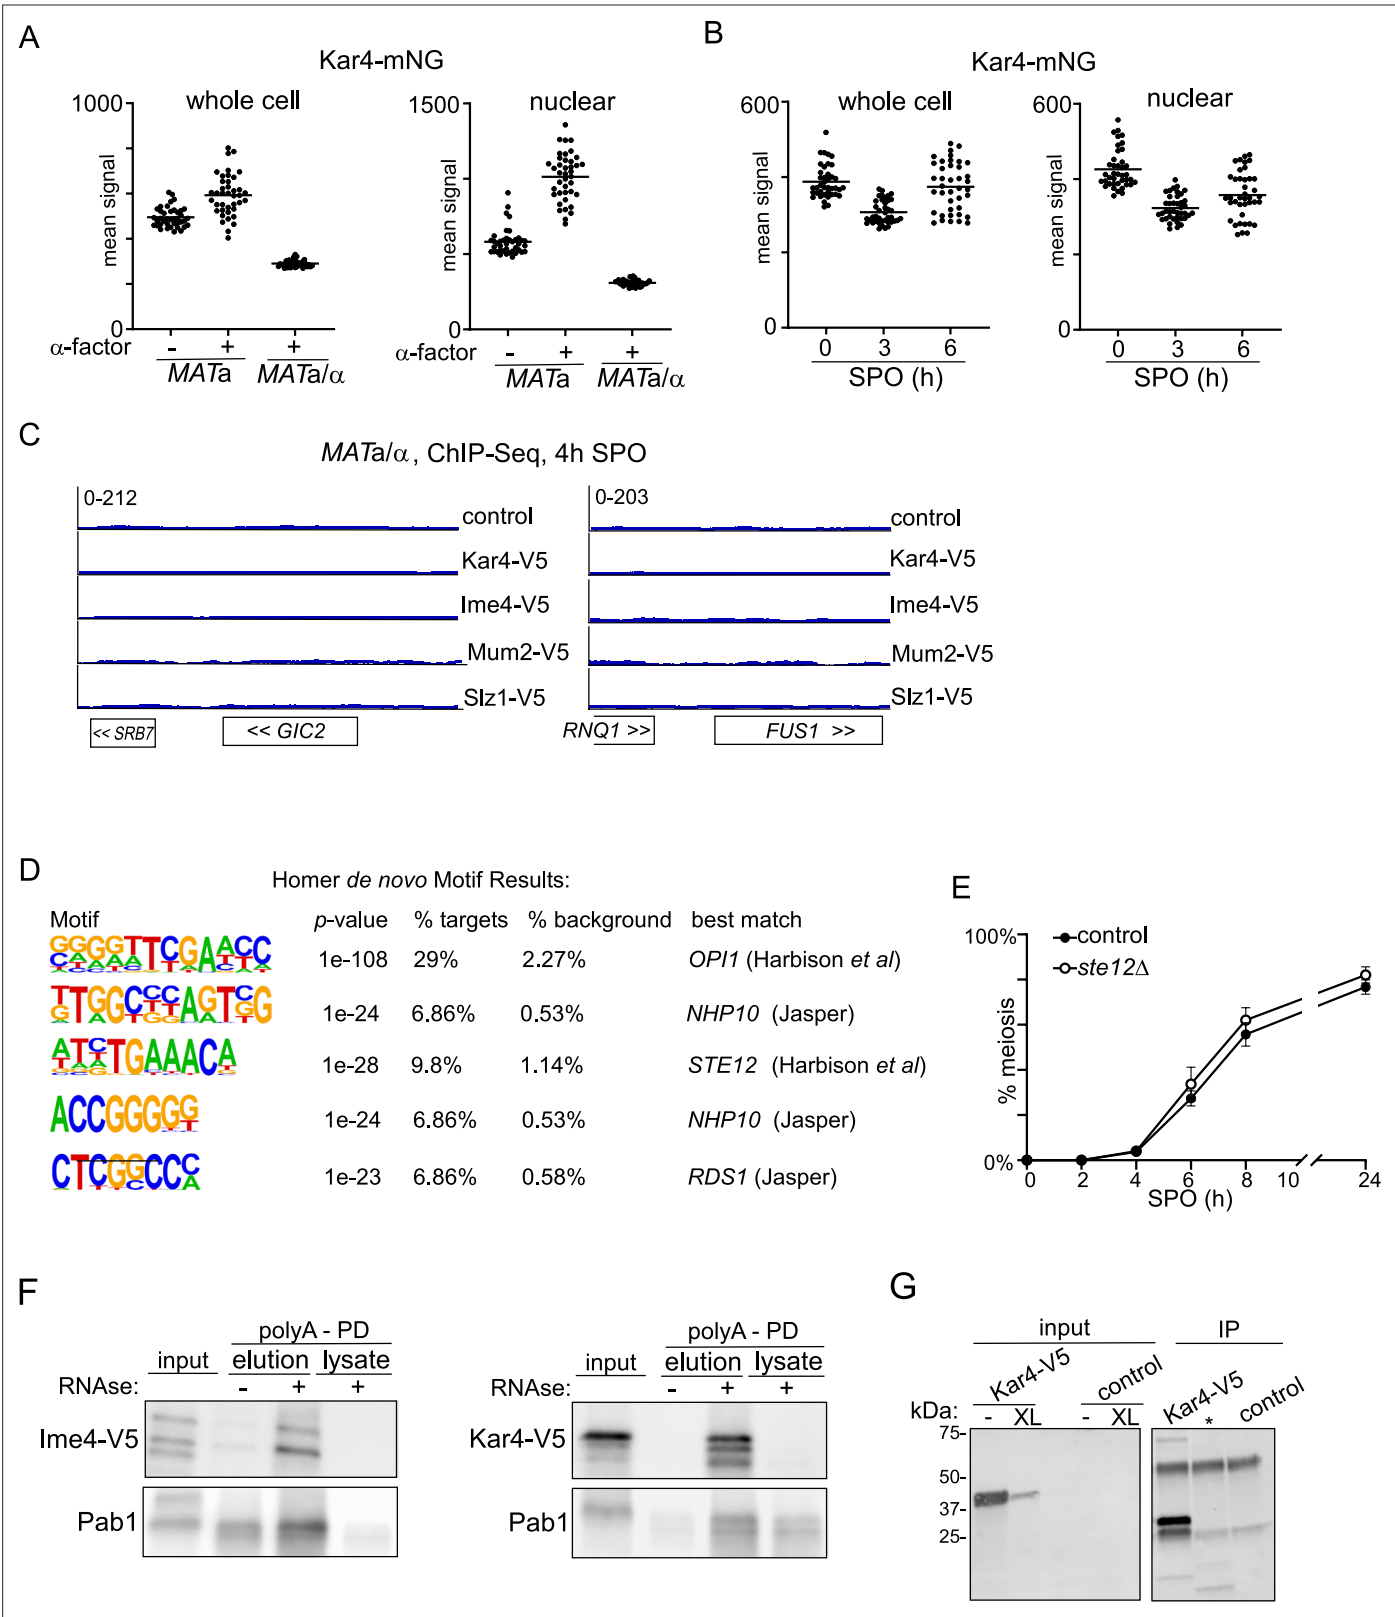 A
Kar4-mNG
whole cell
nuclear
1000
mean signal
0
1500
mean signal
0
α-factor - + +
MATa MATa/α
- + +
MATa MATa/α
B
Kar4-mNG
whole cell
nuclear
600
mean signal
0
600
mean signal
0
0 3 6
SPO (h)
0 3 6
SPO (h)
C
MATa/α, ChIP-Seq, 4h SPO
0-212
control
Kar4-V5
Ime4-V5
Mum2-V5
Slz1-V5
<< SRB7
<< GIC2
0-203
control
Kar4-V5
Ime4-V5
Mum2-V5
Slz1-V5
RNQ1 >>
FUS1 >>
D
Homer de novo Motif Results:
Motif p-value % targets % background best match
1e-108 29% 2.27% OPI1 (Harbison et al)
1e-24 6.86% 0.53% NHP10 (Jasper)
1e-28 9.8% 1.14% STE12 (Harbison et al)
ACCGGGGG
1e-24 6.86% 0.53% NHP10 (Jasper)
1e-23 6.86% 0.58% RDS1 (Jasper)
E
100%
control
ste12Δ
% meiosis
0%
0 2 4 6 8 10 24
SPO (h)
F
polyA - PD
input elution lysate
RNAse: - + +
Ime4-V5
Pab1
polyA - PD
input elution lysate
RNAse: - + +
Kar4-V5
Pab1
G
input
IP
Kar4-V5
control
kDa: - XL - XL
Kar4-V5
*
control
75-
50-
37-
25-